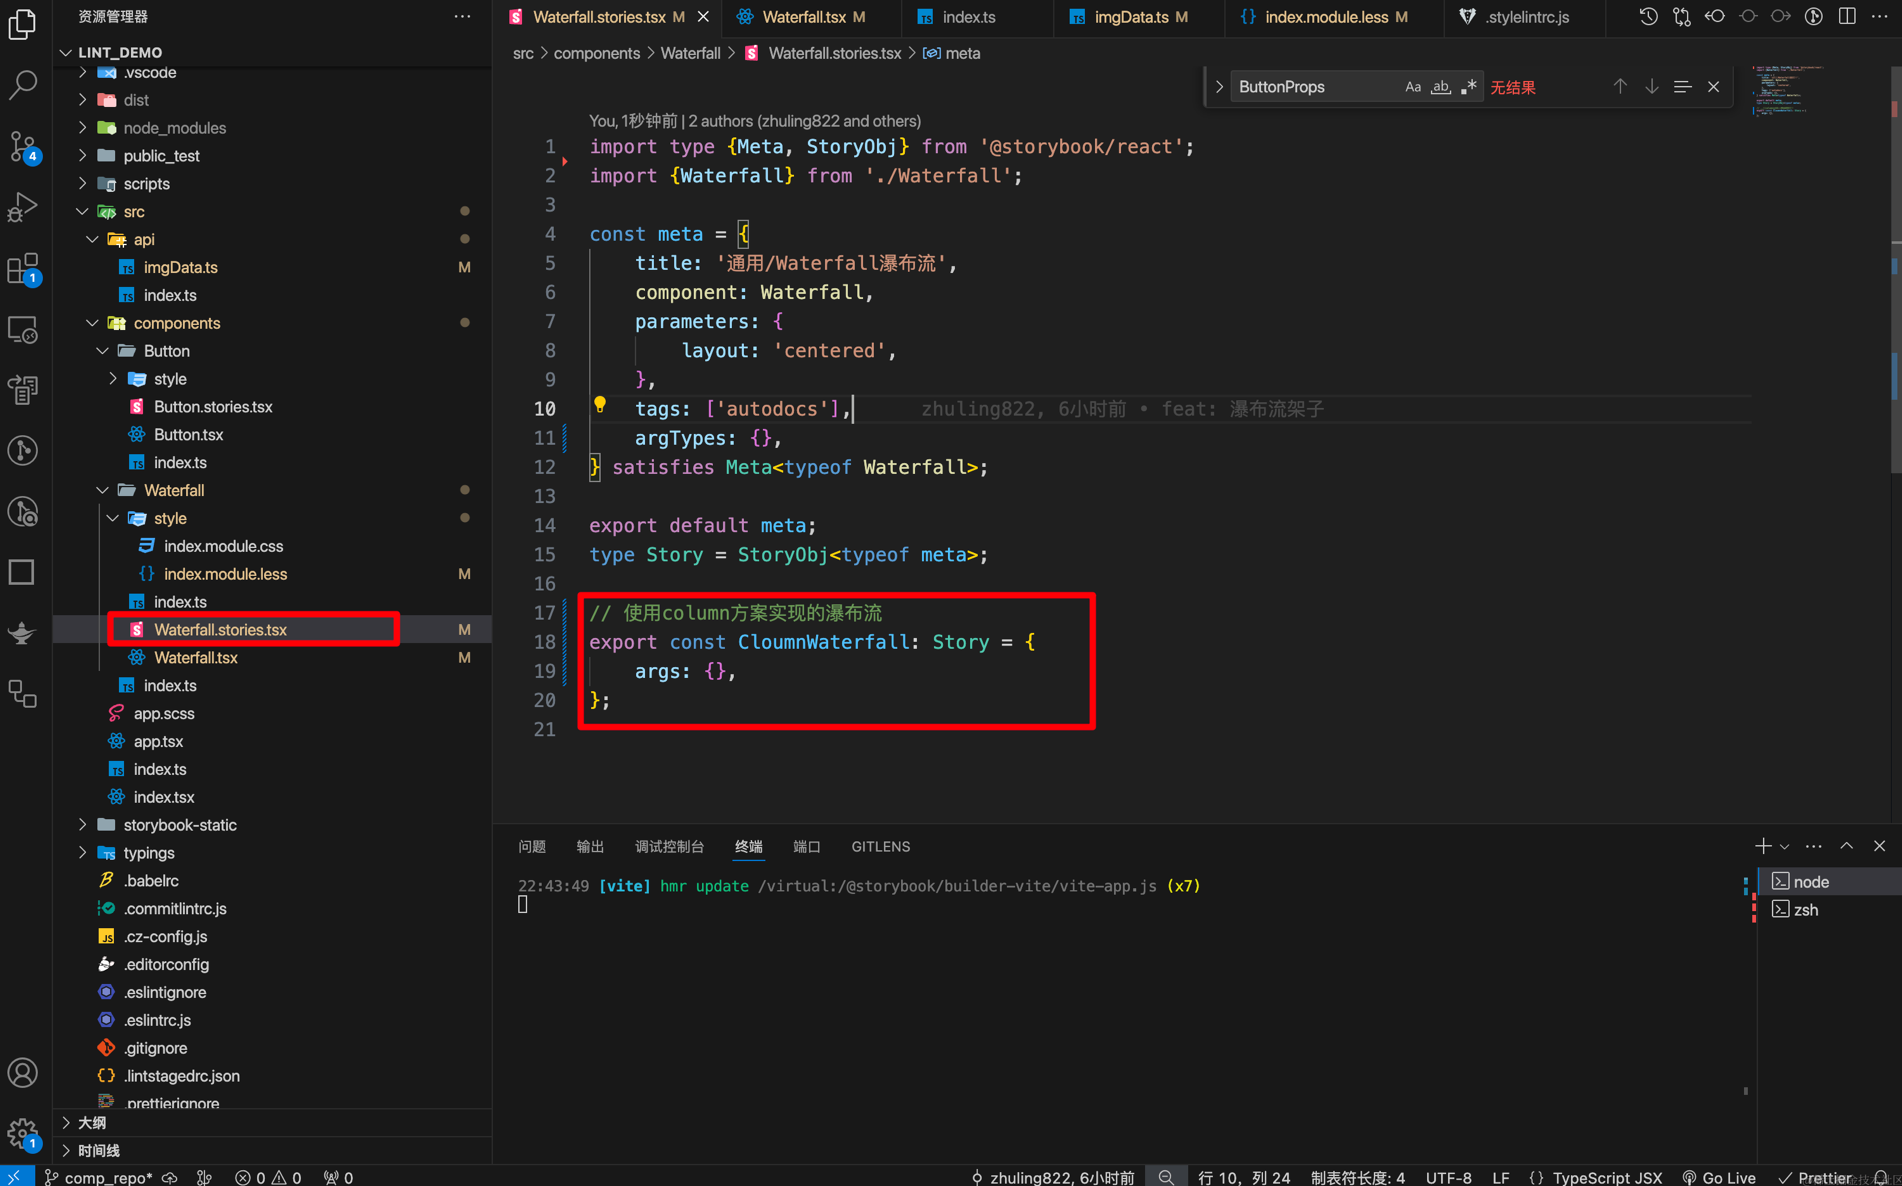 资源管理器
LINT_DEMO
.vscode
dist
node_modules
public_test
scripts
src
api
imgData.ts M
index.ts
components
Button
style
Button.stories.tsx
Button.tsx
index.ts
Waterfall
style
index.module.css
index.module.less M
index.ts
Waterfall.stories.tsx M
Waterfall.tsx M
index.ts
app.scss
app.tsx
index.ts
index.tsx
storybook-static
typings
.babelrc
.commitlintrc.js
.cz-config.js
.editorconfig
.eslintignore
.eslintrc.js
.gitignore
.lintstagedrc.json
.prettierignore
大纲
时间线
4
1
1
Waterfall.stories.tsx M
Waterfall.tsx M
index.ts
imgData.ts M
index.module.less M
.stylelintrc.js
src > components > Waterfall > Waterfall.stories.tsx > meta
ButtonProps Aa ab .* 无结果
You, 1秒钟前 | 2 authors (zhuling822 and others)
1 import type {Meta, StoryObj} from '@storybook/react';
2 import {Waterfall} from './Waterfall';
3
4 const meta = {
5 title: '通用/Waterfall瀑布流',
6 component: Waterfall,
7 parameters: {
8 layout: 'centered',
9 },
10 tags: ['autodocs'], zhuling822, 6小时前 • feat: 瀑布流架子
11 argTypes: {},
12 } satisfies Meta<typeof Waterfall>;
13
14 export default meta;
15 type Story = StoryObj<typeof meta>;
16
17 // 使用column方案实现的瀑布流
18 export const CloumnWaterfall: Story = {
19 args: {},
20 };
21
问题 输出 调试控制台 终端 端口 GITLENS
22:43:49 [vite] hmr update /virtual:/@storybook/builder-vite/vite-app.js (x7)
node
zsh
comp_repo* 0 0 0 zhuling822, 6小时前 行 10，列 24 制表符长度: 4 UTF-8 LF {} TypeScript JSX Go Live Prettier